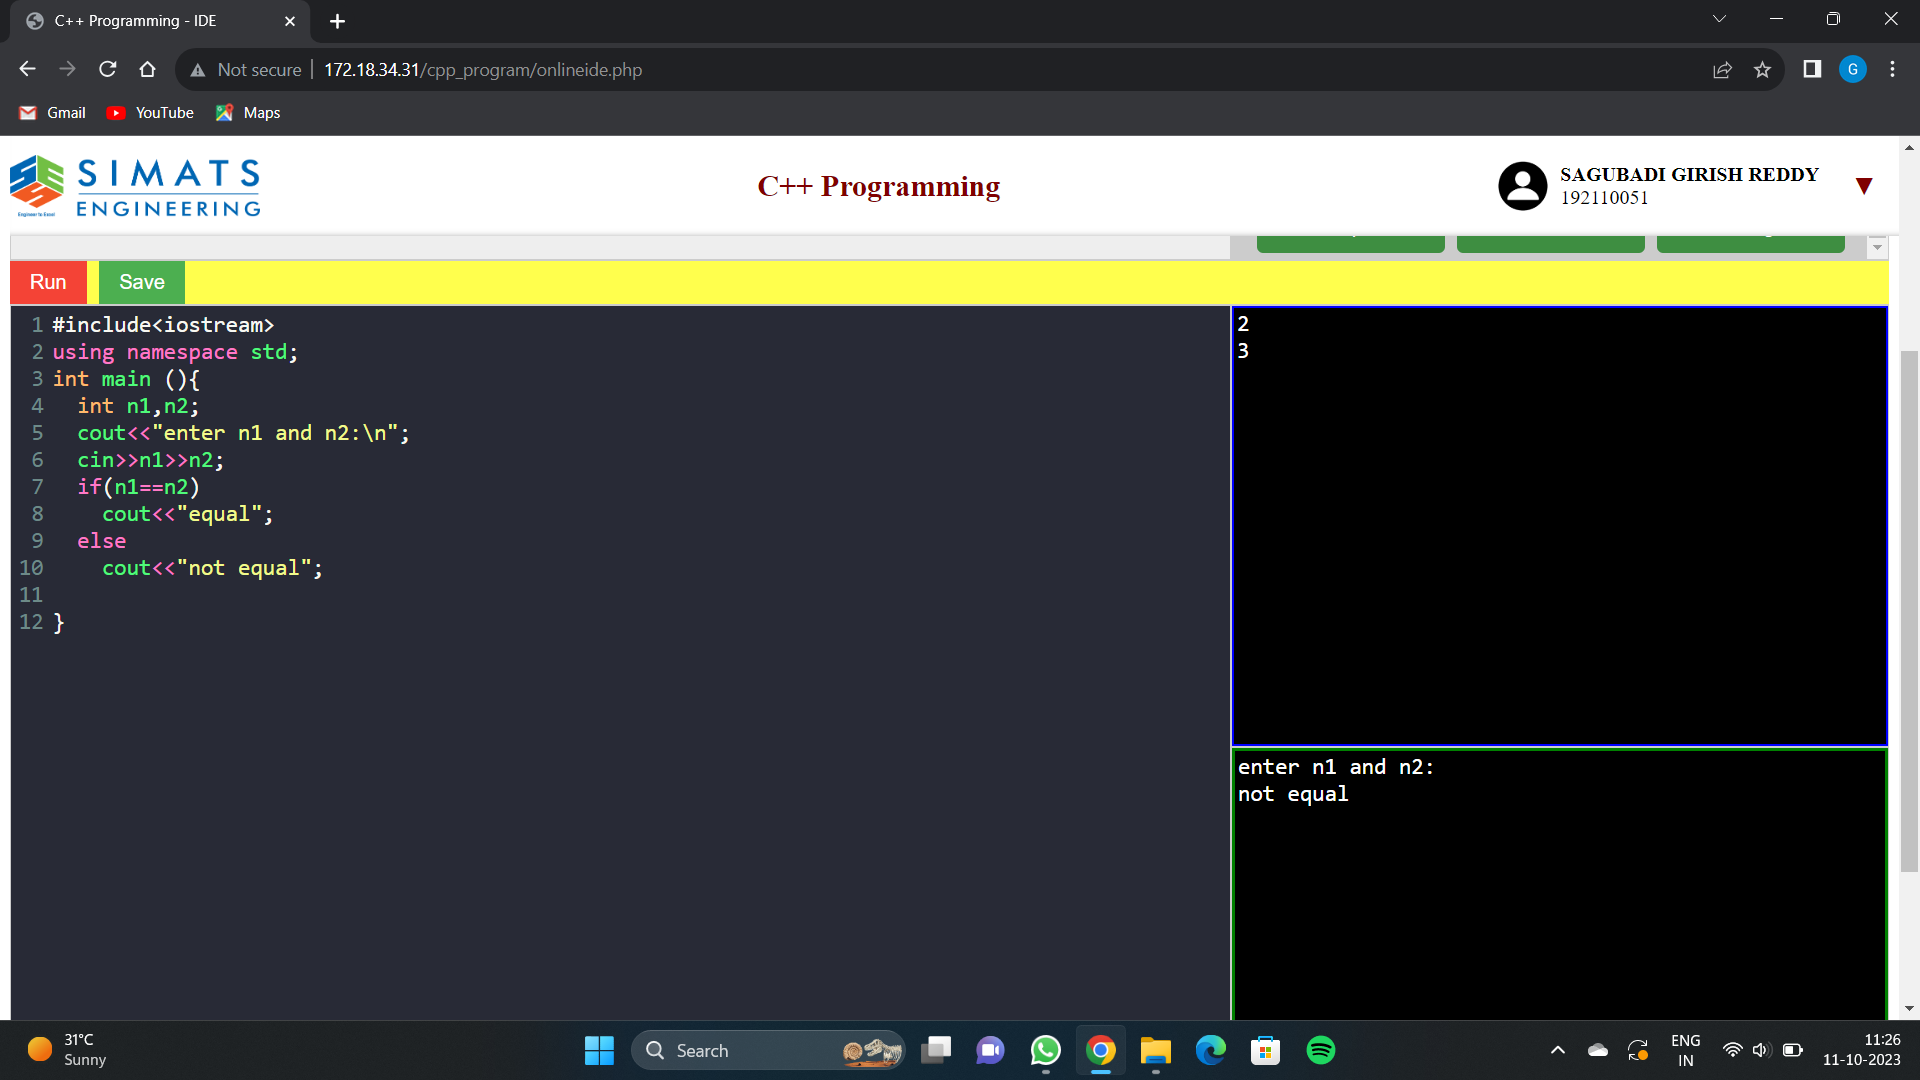 C++ Programming - IDE
Not secure
172.18.34.31/cpp_program/onlineide.php
G
Gmail
YouTube
Maps
SIMATS
ENGINEERING
Engineer to Excel
C++ Programming
SAGUBADI GIRISH REDDY
192110051
Run
Save
1 #include<iostream>
2 using namespace std;
3 int main (){
4 int n1,n2;
5 cout<<"enter n1 and n2:\n";
6 cin>>n1>>n2;
7 if(n1==n2)
8 cout<<"equal";
9 else
10 cout<<"not equal";
11
12 }
2
3
enter n1 and n2:
not equal
31°C
Sunny
Search
ENG
IN
11:26
11-10-2023